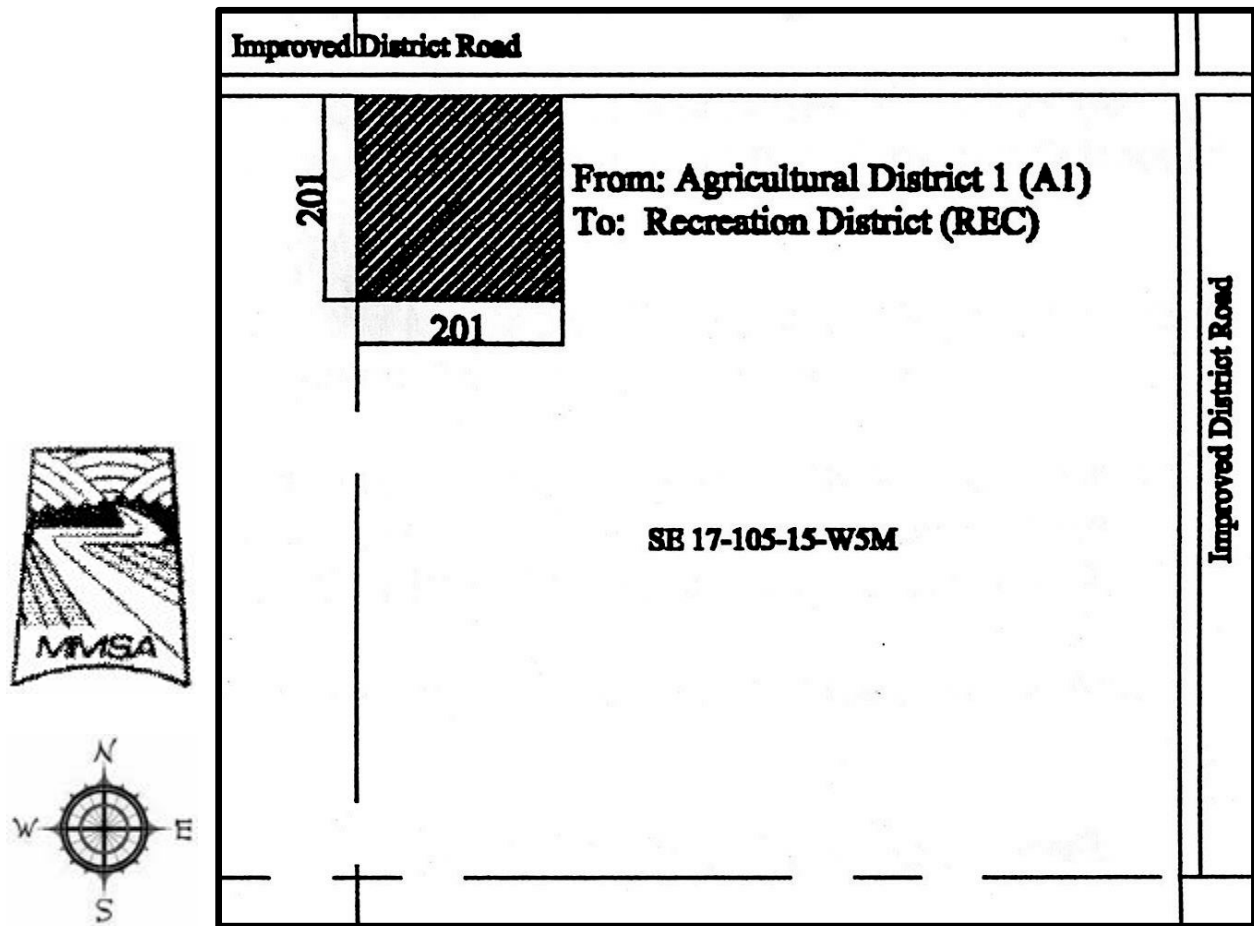 Improved District Road
201
From: Agricultural District 1 (A1)
To: Recreation District (REC)
201
Improved District Road
SE 17-105-15-W5M
MMSA
N
W
E
S